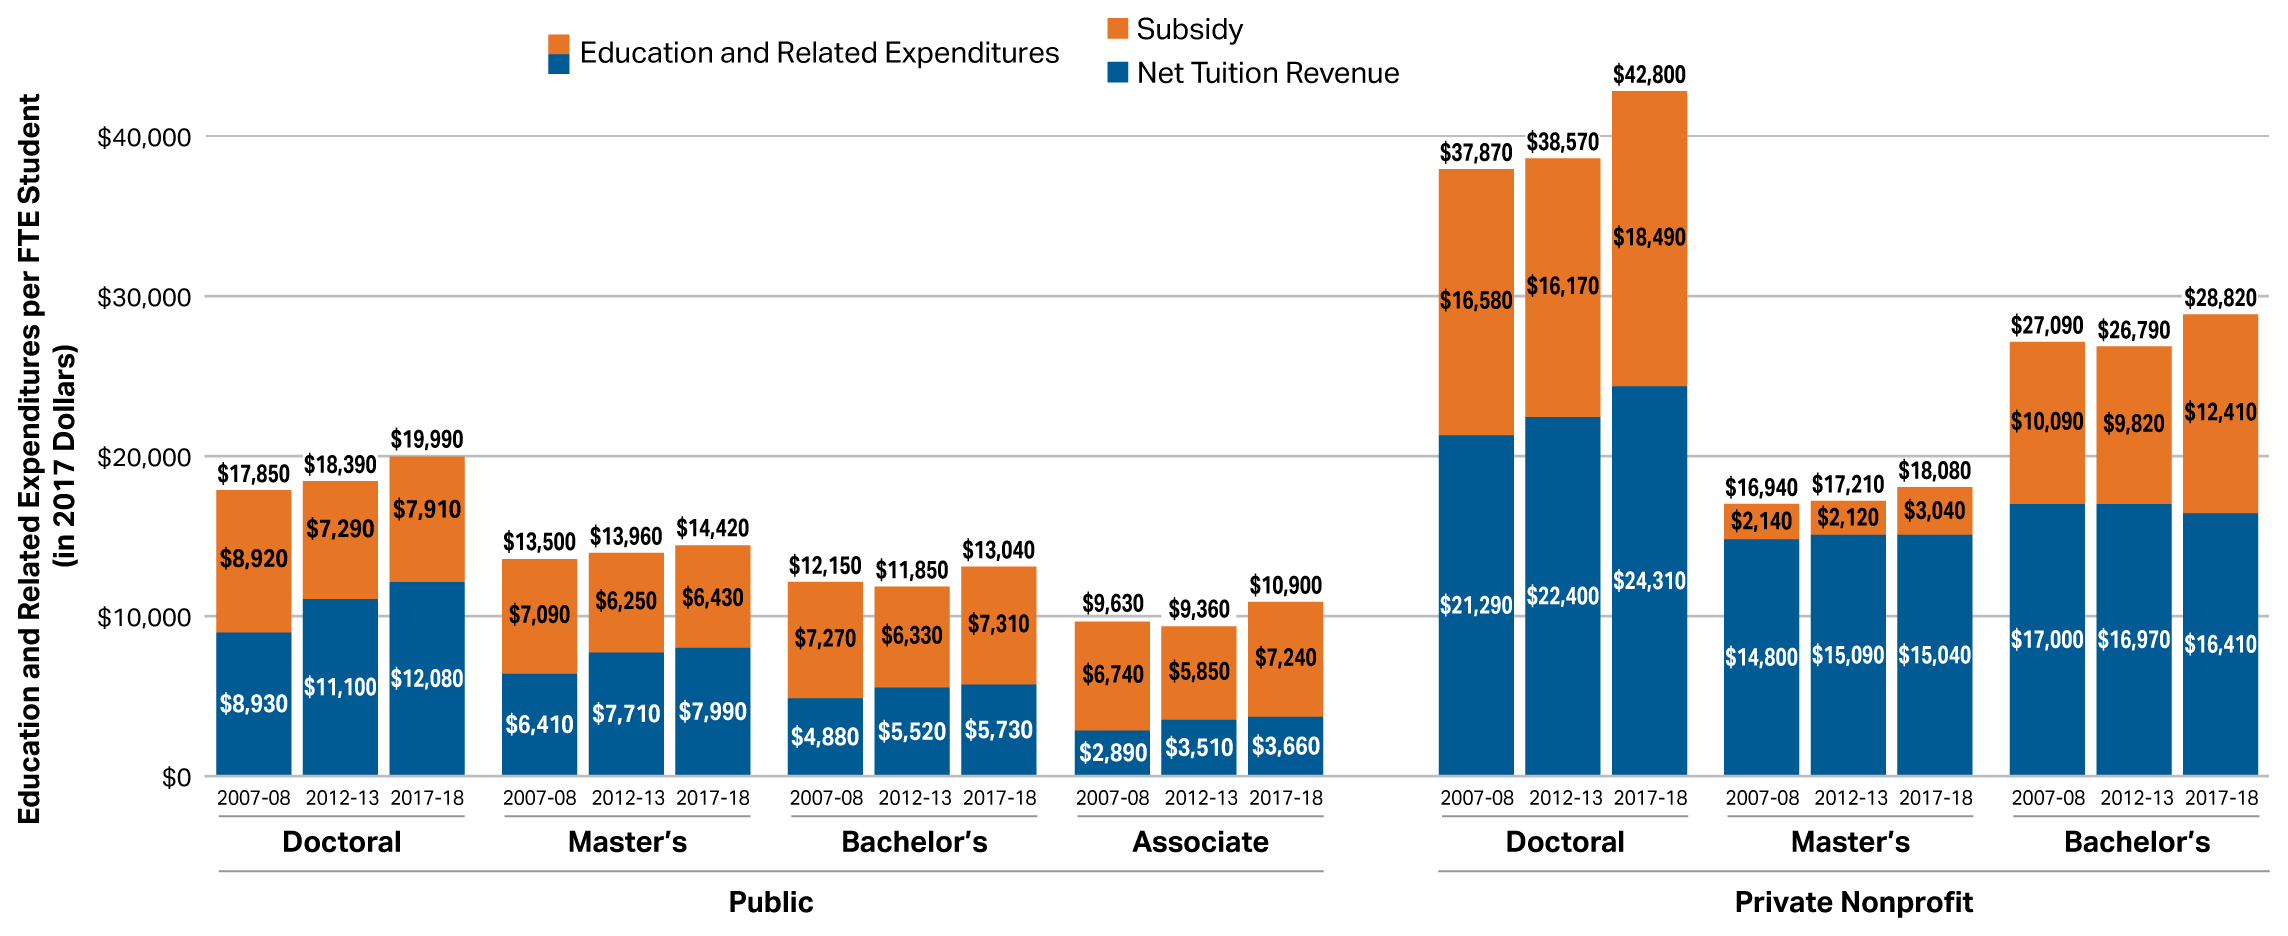 Education and Related Expenditures
Subsidy
Net Tuition Revenue
Education and Related Expenditures per FTE Student
(in 2017 Dollars)
$40,000
$30,000
$20,000
$10,000
$0
$17,850 $18,390 $19,990
$8,920 $7,290 $7,910
$8,930 $11,100 $12,080
2007-08 2012-13 2017-18
Doctoral
$13,500 $13,960 $14,420
$7,090 $6,250 $6,430
$6,410 $7,710 $7,990
2007-08 2012-13 2017-18
Master's
$12,150 $11,850 $13,040
$7,270 $6,330 $7,310
$4,880 $5,520 $5,730
2007-08 2012-13 2017-18
Bachelor's
$9,630 $9,360 $10,900
$6,740 $5,850 $7,240
$2,890 $3,510 $3,660
2007-08 2012-13 2017-18
Associate
Public
$37,870 $38,570 $42,800
$16,580 $16,170 $18,490
$21,290 $22,400 $24,310
2007-08 2012-13 2017-18
Doctoral
$16,940 $17,210 $18,080
$2,140 $2,120 $3,040
$14,800 $15,090 $15,040
2007-08 2012-13 2017-18
Master's
$27,090 $26,790 $28,820
$10,090 $9,820 $12,410
$17,000 $16,970 $16,410
2007-08 2012-13 2017-18
Bachelor's
Private Nonprofit